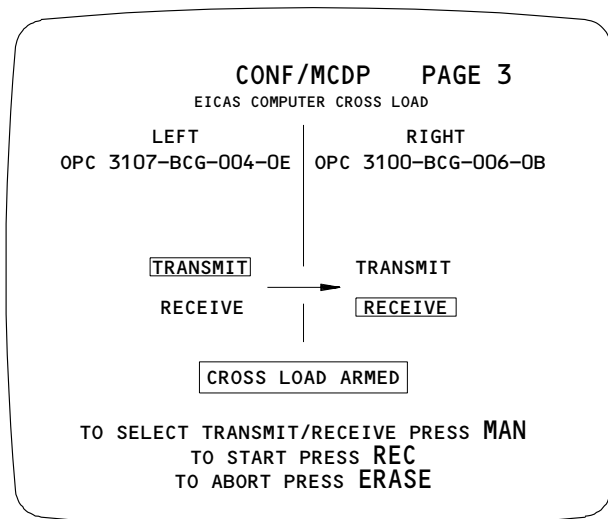 CONF/MCDP PAGE 3
EICAS COMPUTER CROSS LOAD
LEFT RIGHT
OPC 3107-BCG-004-0E OPC 3100-BCG-006-0B
TRANSMIT TRANSMIT
RECEIVE RECEIVE
CROSS LOAD ARMED
TO SELECT TRANSMIT/RECEIVE PRESS MAN
TO START PRESS REC
TO ABORT PRESS ERASE